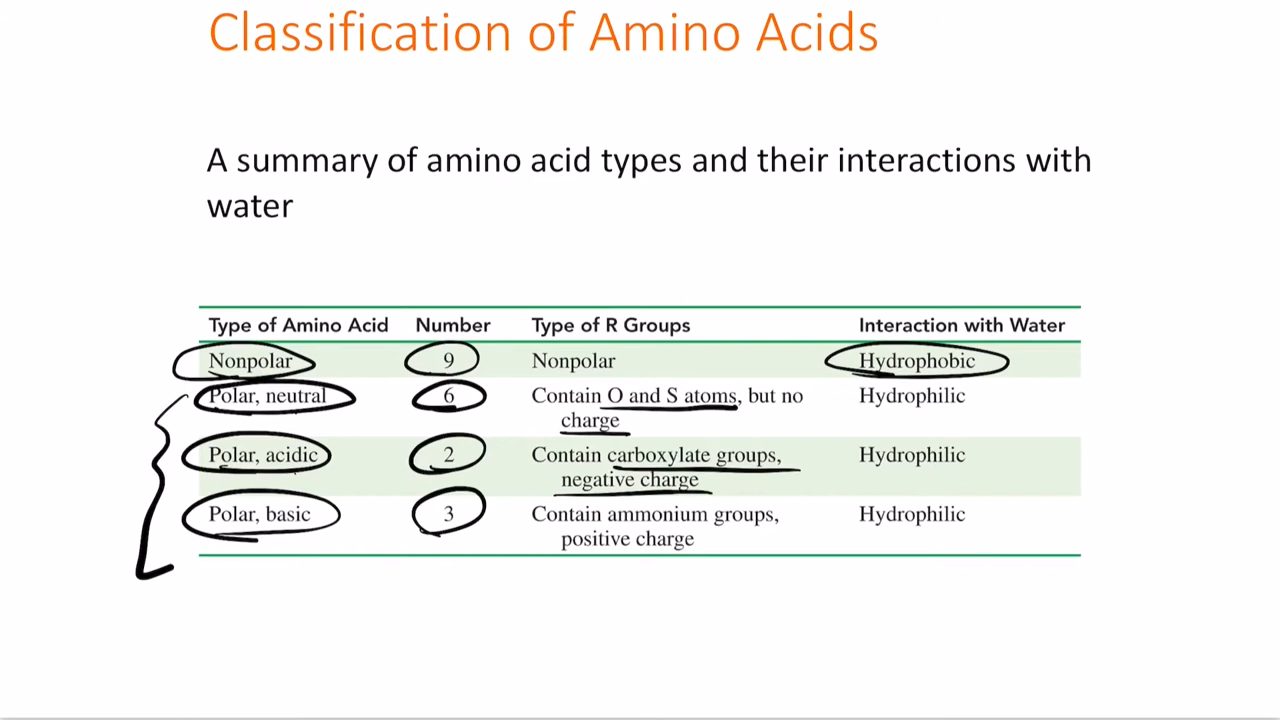 Classification of Amino Acids
A summary of amino acid types and their interactions with
water
Type of Amino Acid Number Type of R Groups Interaction with Water
Nonpolar 9 Nonpolar Hydrophobic
Polar, neutral 6 Contain O and S atoms, but no Hydrophilic
charge
Polar, acidic 2 Contain carboxylate groups, Hydrophilic
negative charge
Polar, basic 3 Contain ammonium groups, Hydrophilic
positive charge